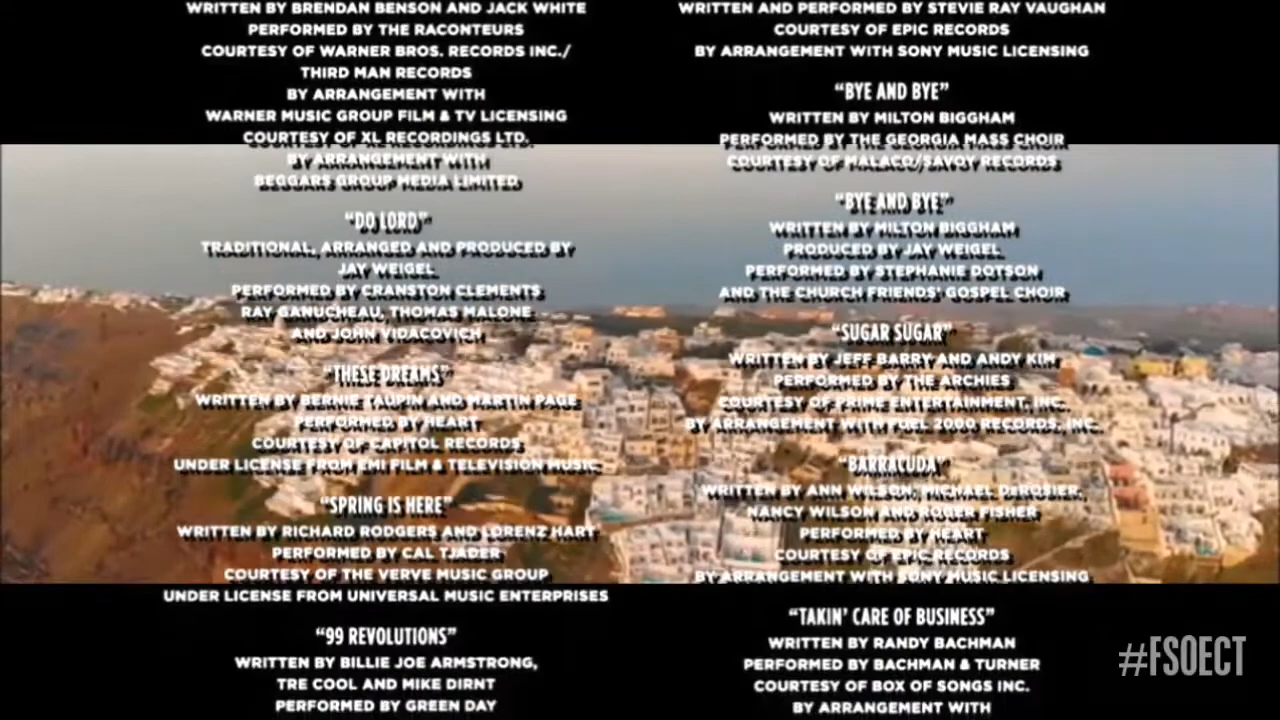 WRITTEN BY BRENDAN BENSON AND JACK WHITE
PERFORMED BY THE RACONTEURS
COURTESY OF WARNER BROS. RECORDS INC./
THIRD MAN RECORDS
BY ARRANGEMENT WITH
WARNER MUSIC GROUP FILM & TV LICENSING
COURTESY OF XL RECORDINGS LTD.
BY ARRANGEMENT WITH
BEGGARS GROUP MEDIA LIMITED
“DO LORD”
TRADITIONAL, ARRANGED AND PRODUCED BY
JAY WEIGEL
PERFORMED BY CRANSTON CLEMENTS
RAY GANUCHEAU, THOMAS MALONE
AND JOHN VIDACOVICH
“THESE DREAMS”
WRITTEN BY BERNIE TAUPIN AND MARTIN PAGE
PERFORMED BY HEART
COURTESY OF CAPITOL RECORDS
UNDER LICENSE FROM EMI FILM & TELEVISION MUSIC
“SPRING IS HERE”
WRITTEN BY RICHARD RODGERS AND LORENZ HART
PERFORMED BY CAL TJADER
COURTESY OF THE VERVE MUSIC GROUP
UNDER LICENSE FROM UNIVERSAL MUSIC ENTERPRISES
“99 REVOLUTIONS”
WRITTEN BY BILLIE JOE ARMSTRONG,
TRE COOL AND MIKE DIRNT
PERFORMED BY GREEN DAY
WRITTEN AND PERFORMED BY STEVIE RAY VAUGHAN
COURTESY OF EPIC RECORDS
BY ARRANGEMENT WITH SONY MUSIC LICENSING
“BYE AND BYE”
WRITTEN BY MILTON BIGGHAM
PERFORMED BY THE GEORGIA MASS CHOIR
COURTESY OF MALACO/SAVOY RECORDS
“BYE AND BYE”
WRITTEN BY MILTON BIGGHAM
PRODUCED BY JAY WEIGEL
PERFORMED BY STEPHANIE DOTSON
AND THE CHURCH FRIENDS' GOSPEL CHOIR
“SUGAR SUGAR”
WRITTEN BY JEFF BARRY AND ANDY KIM
PERFORMED BY THE ARCHIES
COURTESY OF PRIME ENTERTAINMENT, INC.
BY ARRANGEMENT WITH FUEL 2000 RECORDS, INC.
“BARRACUDA”
WRITTEN BY ANN WILSON, MICHAEL DeROSIER,
NANCY WILSON AND ROGER FISHER
PERFORMED BY HEART
COURTESY OF EPIC RECORDS
BY ARRANGEMENT WITH SONY MUSIC LICENSING
“TAKIN’ CARE OF BUSINESS”
WRITTEN BY RANDY BACHMAN
PERFORMED BY BACHMAN & TURNER
COURTESY OF BOX OF SONGS INC.
BY ARRANGEMENT WITH
#FSOECT